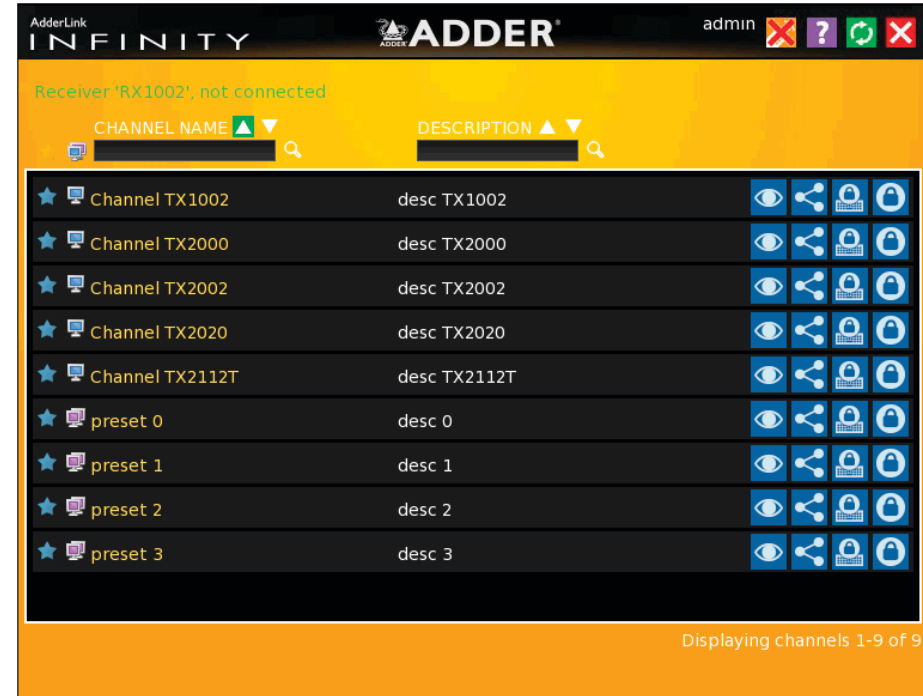 AdderLink
INFINITY
ADDER
ADDER®
admin
?
Receiver 'RX1002', not connected
CHANNEL NAME
DESCRIPTION
Channel TX1002
desc TX1002
Channel TX2000
desc TX2000
Channel TX2002
desc TX2002
Channel TX2020
desc TX2020
Channel TX2112T
desc TX2112T
preset 0
desc 0
preset 1
desc 1
preset 2
desc 2
preset 3
desc 3
Displaying channels 1-9 of 9